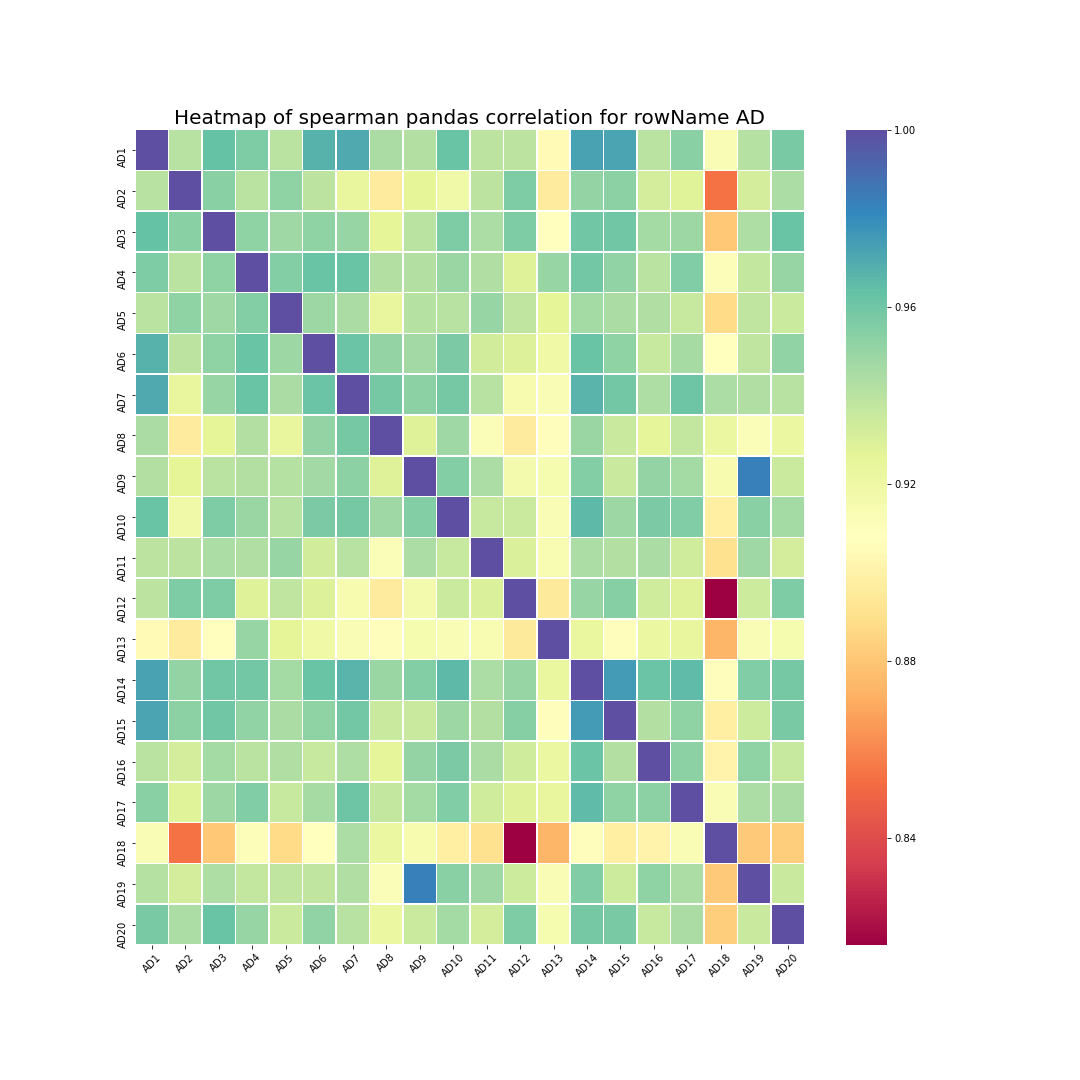 Heatmap of spearman pandas correlation for rowName AD
AD1
AD2
AD3
AD4
AD5
AD6
AD7
AD8
AD9
AD10
AD11
AD12
AD13
AD14
AD15
AD16
AD17
AD18
AD19
AD20
AD1 AD2 AD3 AD4 AD5 AD6 AD7 AD8 AD9 AD10 AD11 AD12 AD13 AD14 AD15 AD16 AD17 AD18 AD19 AD20
1.00
0.96
0.92
0.88
0.84